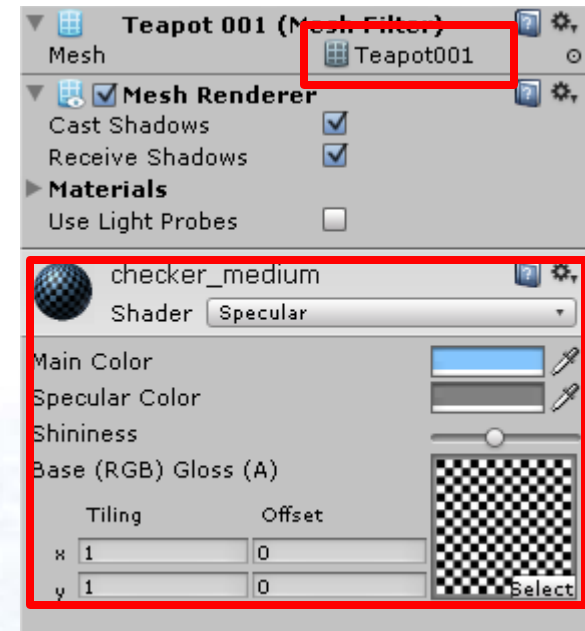 Teapot 001 (Mesh Filter)
Mesh Teapot001
Mesh Renderer
Cast Shadows
Receive Shadows
Materials
Use Light Probes
checker_medium
Shader Specular
Main Color
Specular Color
Shininess
Base (RGB) Gloss (A)
Tiling Offset
x 1 0
y 1 0
Select